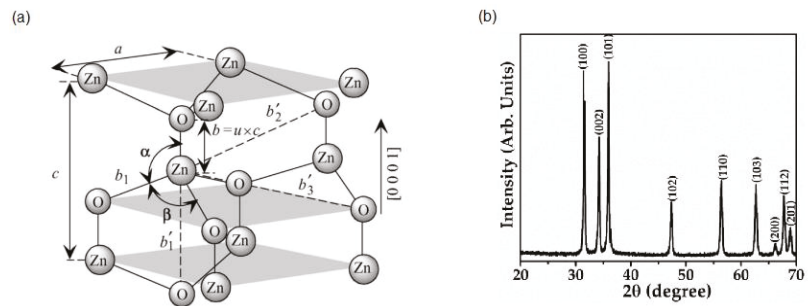 (a)
a
Zn
Zn
Zn
Zn
O
O
b′2
b = u × c
α
c
b1
Zn
Zn
O
b′3
[0 0 0 1]
O
β
O
O
b′1
Zn
Zn
Zn
Zn
O
(b)
Intensity (Arb. Units)
(100)
(002)
(101)
(102)
(110)
(103)
(200)
(112)
(201)
20
30
40
50
60
70
2θ (degree)